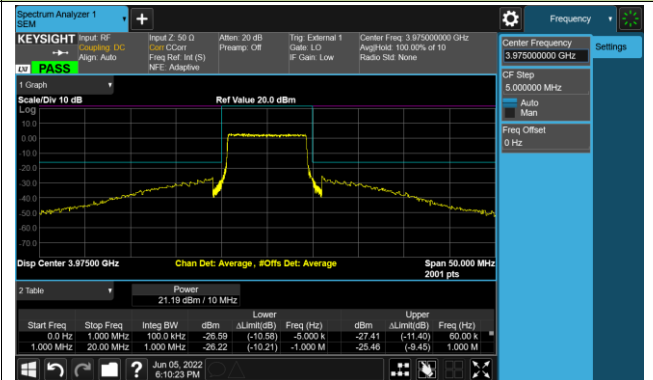 Spectrum Analyzer 1
SEM
Frequency
KEYSIGHT
Input: RF
Coupling: DC
Align: Auto
Input Z: 50 Ω
Corr CCorr
Freq Ref: Int (S)
NFE: Adaptive
Atten: 20 dB
Preamp: Off
Trig: External 1
Gate: LO
IF Gain: Low
Center Freq: 3.975000000 GHz
Avg|Hold: 100.00% of 10
Radio Std: None
LXI PASS
Center Frequency
3.975000000 GHz
Settings
CF Step
5.000000 MHz
Auto
Man
Freq Offset
0 Hz
1 Graph
Scale/Div 10 dB
Ref Value 20.0 dBm
Log
10.0
0.00
-10.0
-20.0
-30.0
-40.0
-50.0
-60.0
-70.0
Disp Center 3.97500 GHz
Chan Det: Average, #Offs Det: Average
Span 50.000 MHz
2001 pts
2 Table
Power
21.19 dBm / 10 MHz
Lower Upper
Start Freq Stop Freq Integ BW dBm ΔLimit(dB) Freq (Hz) dBm ΔLimit(dB) Freq (Hz)
0.0 Hz 1.000 MHz 100.0 kHz -26.59 (-10.58) -5.000 k -27.41 (-11.40) 60.00 k
1.000 MHz 20.00 MHz 1.000 MHz -26.22 (-10.21) -1.000 M -25.46 (-9.45) 1.000 M
Jun 05, 2022
6:10:23 PM